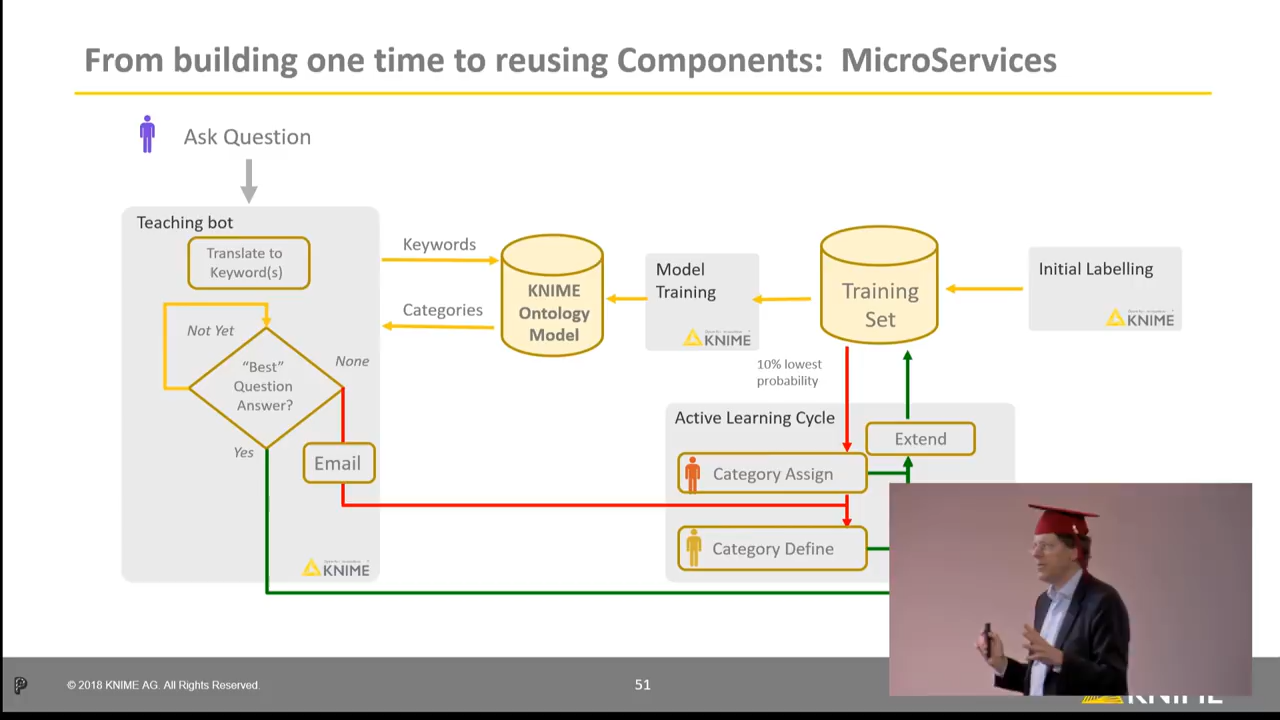 From building one time to reusing Components: MicroServices
Ask Question
Teaching bot
Translate to
Keyword(s)
Keywords
Categories
KNIME
Ontology
Model
Model
Training
KNIME
Training
Set
Initial Labelling
KNIME
Not Yet
"Best"
Question
Answer?
None
Yes
Email
KNIME
10% lowest
probability
Active Learning Cycle
Extend
Category Assign
Category Define
© 2018 KNIME AG. All Rights Reserved.
51
KNIME